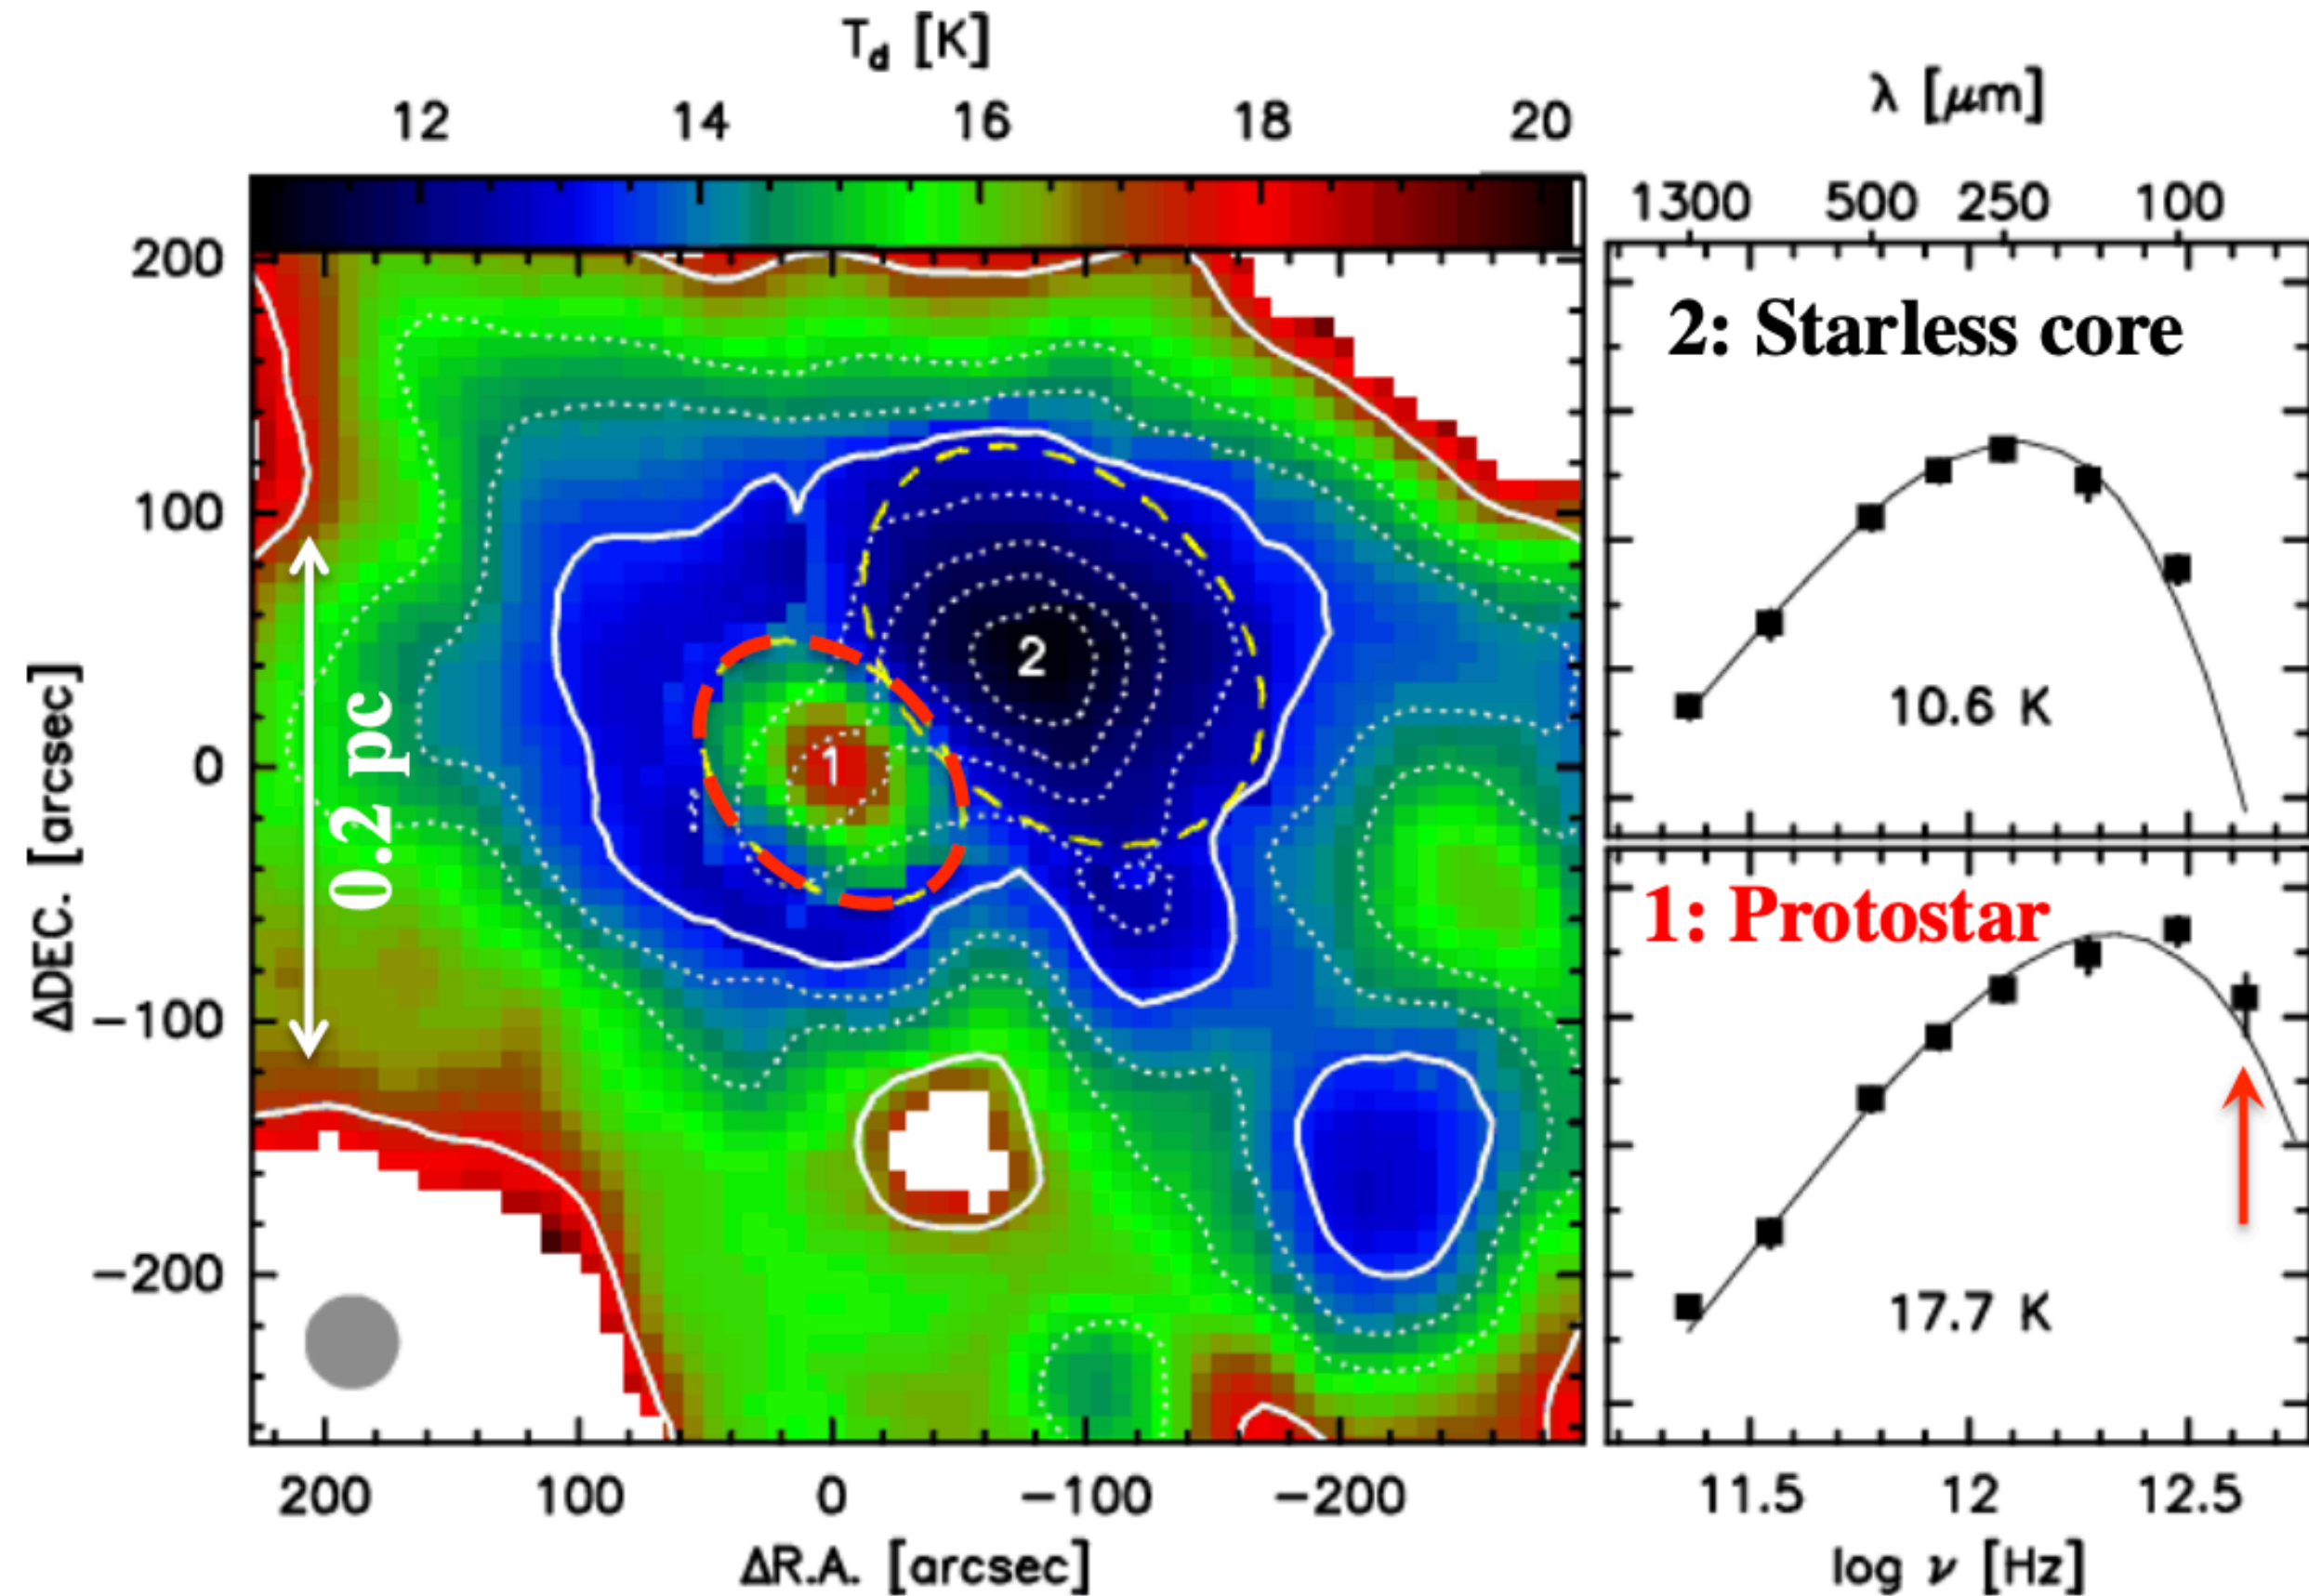 T_d [K]
12 14 16 18 20
200
100
0
−100
−200
ΔDEC. [arcsec]
0.2 pc
1
2
200 100 0 −100 −200
ΔR.A. [arcsec]
λ [μm]
1300 500 250 100
2: Starless core
10.6 K
1: Protostar
17.7 K
11.5 12 12.5
log ν [Hz]